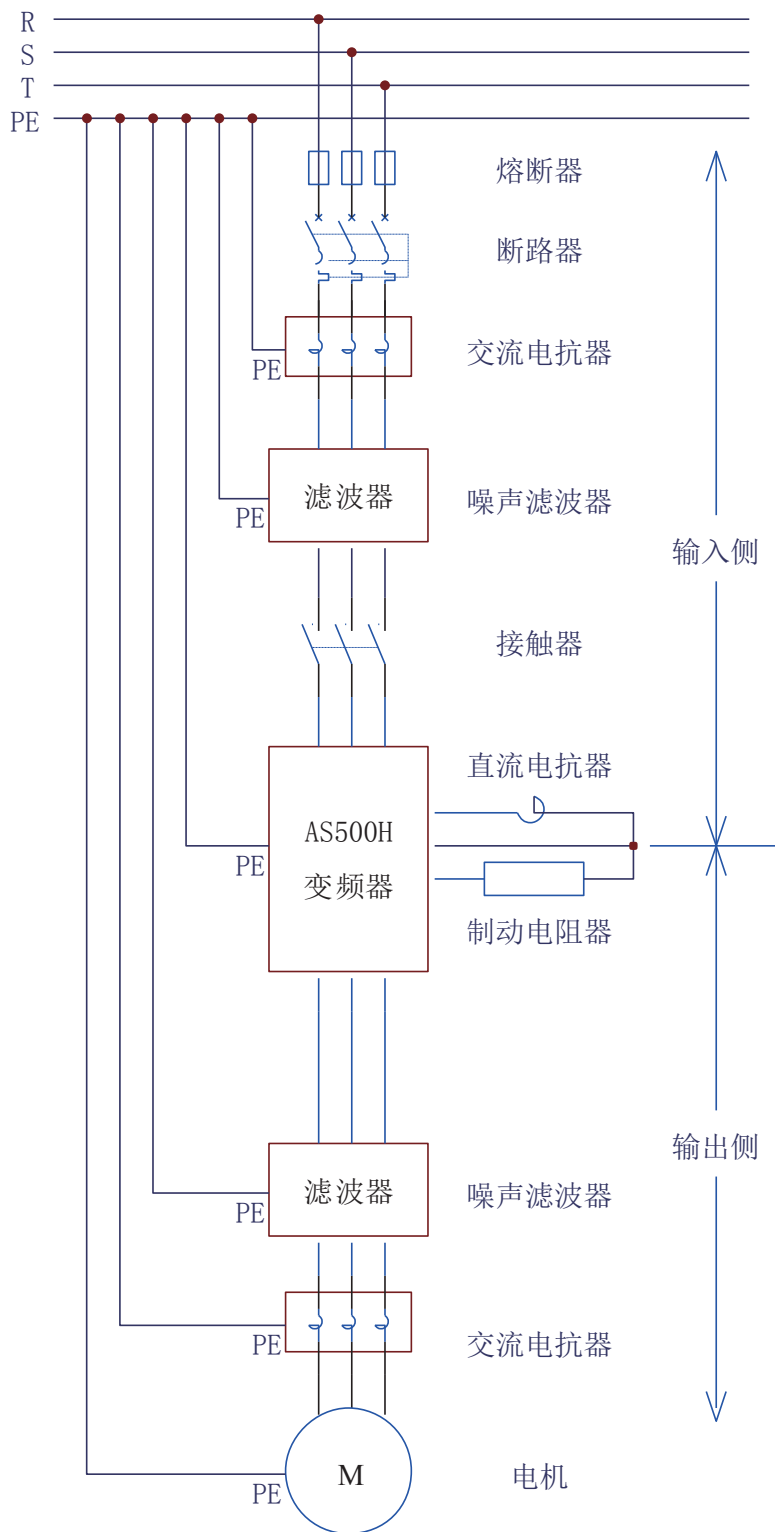 R
S
T
PE
熔断器
断路器
PE
交流电抗器
滤波器
PE
噪声滤波器
输入侧
接触器
直流电抗器
AS500H
变频器
PE
制动电阻器
输出侧
滤波器
PE
噪声滤波器
PE
交流电抗器
M
PE
电机